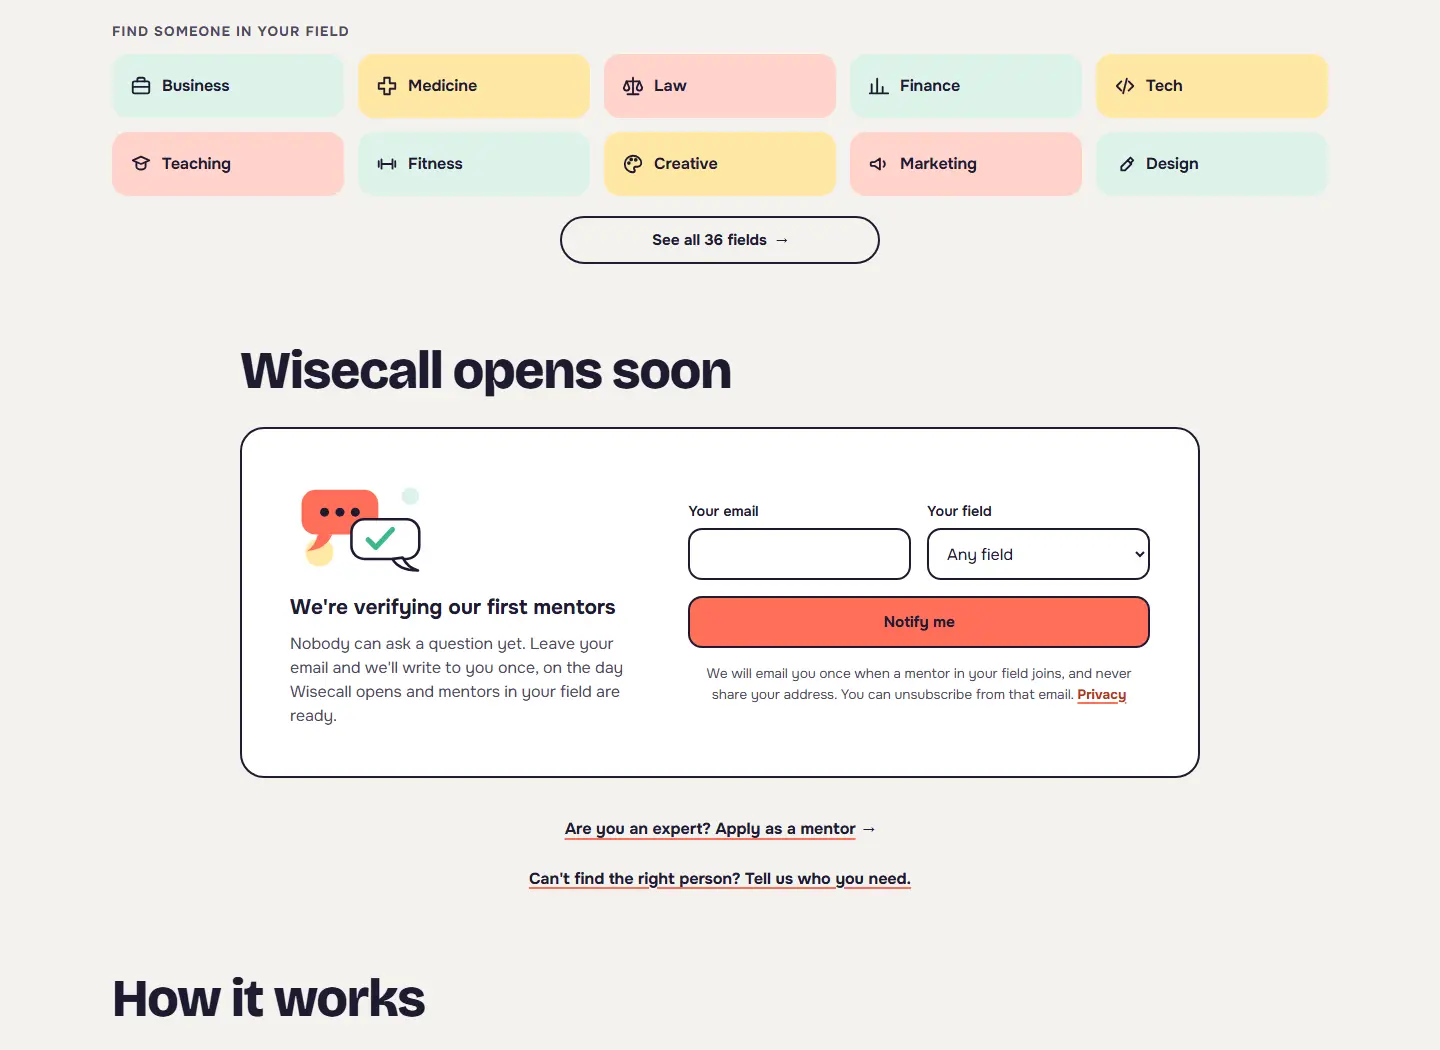 FIND SOMEONE IN YOUR FIELD
Business
Medicine
Law
Finance
Tech
Teaching
Fitness
Creative
Marketing
Design
See all 36 fields →
Wisecall opens soon
We're verifying our first mentors
Nobody can ask a question yet. Leave your
email and we'll write to you once, on the day
Wisecall opens and mentors in your field are
ready.
Your email
Your field
Any field
Notify me
We will email you once when a mentor in your field joins, and never
share your address. You can unsubscribe from that email. Privacy
Are you an expert? Apply as a mentor →
Can't find the right person? Tell us who you need.
How it works